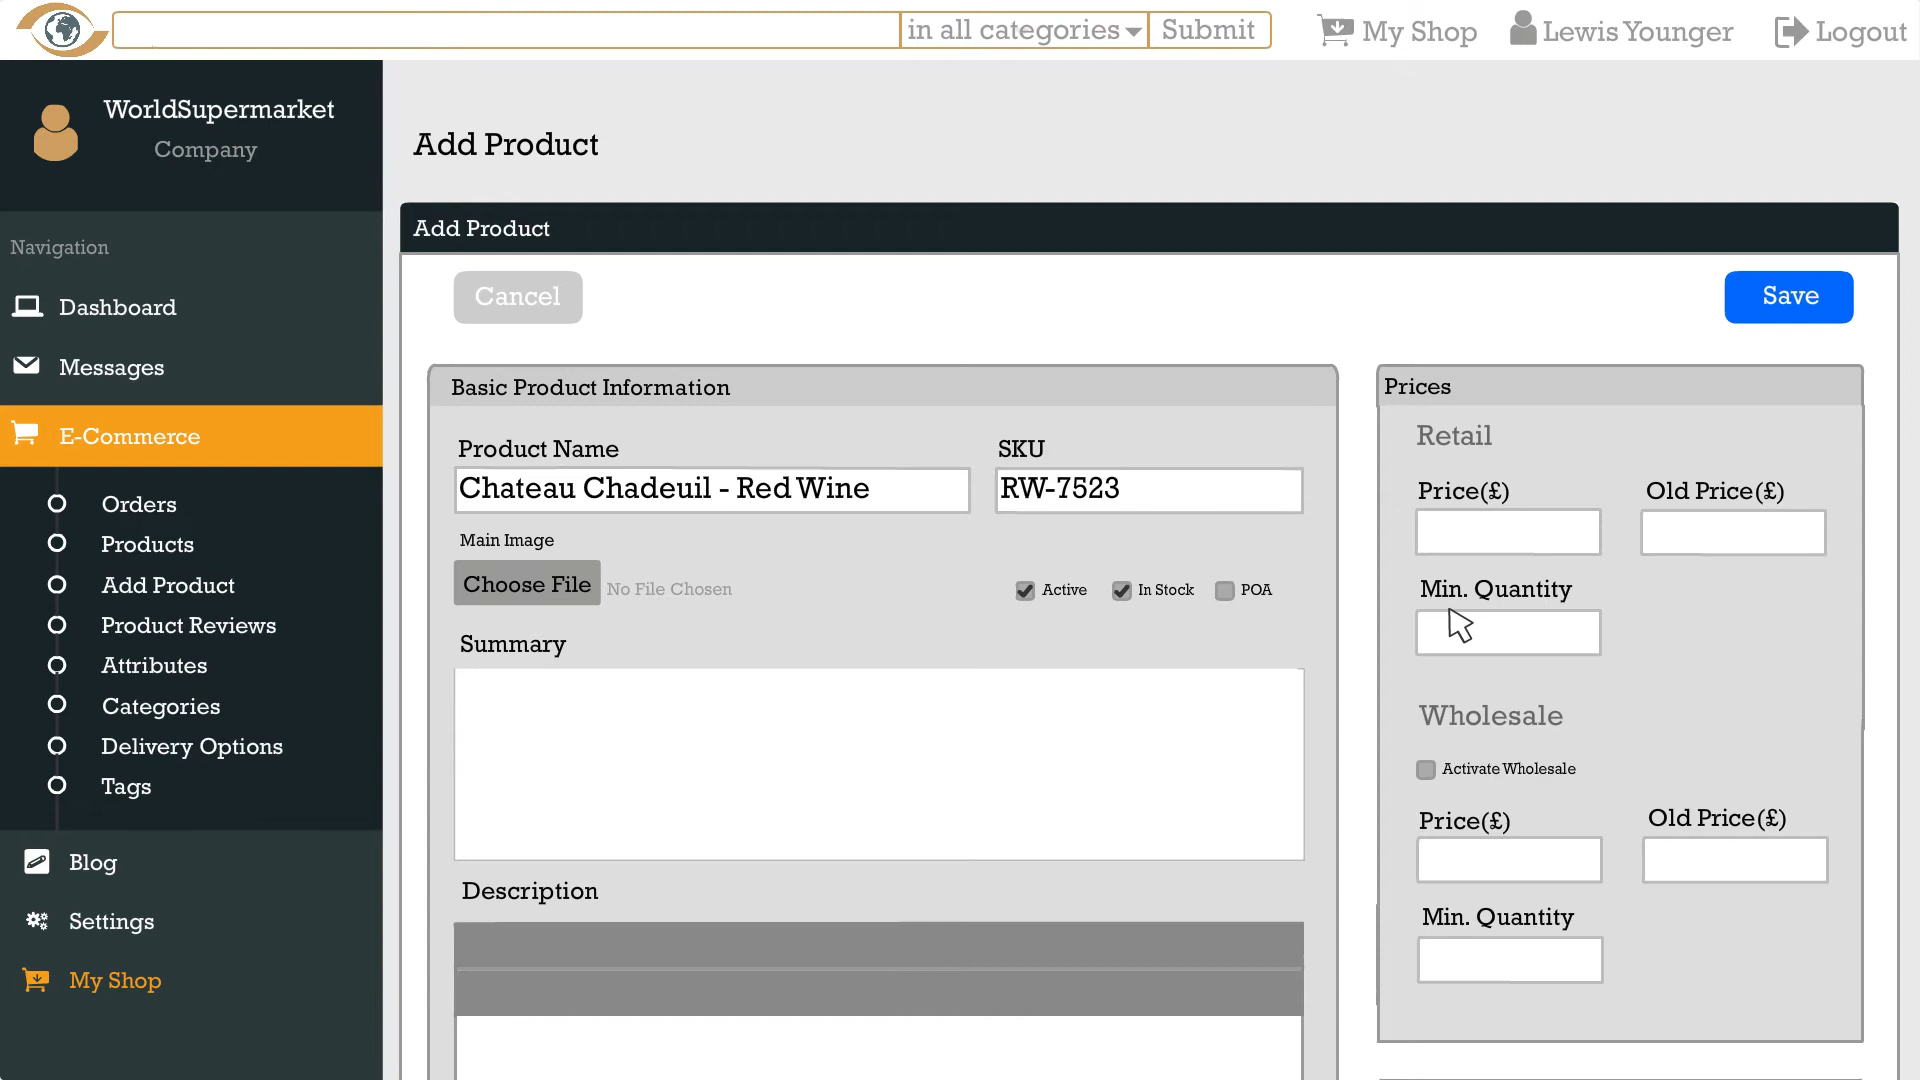 in all categories
Submit
My Shop
Lewis Younger
Logout
WorldSupermarket
Company
Navigation
Dashboard
Messages
E-Commerce
Orders
Products
Add Product
Product Reviews
Attributes
Categories
Delivery Options
Tags
Blog
Settings
My Shop
Add Product
Add Product
Cancel
Save
Basic Product Information
Product Name
SKU
Chateau Chadeuil - Red Wine
RW-7523
Main Image
Choose File
No File Chosen
Active
In Stock
POA
Summary
Description
Prices
Retail
Price(£)
Old Price(£)
Min. Quantity
Wholesale
Activate Wholesale
Price(£)
Old Price(£)
Min. Quantity